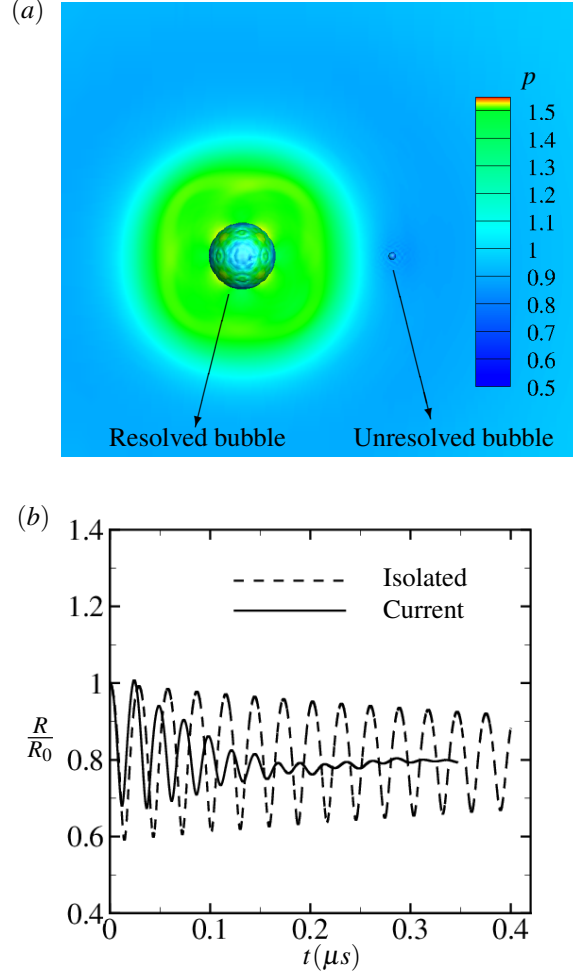 (a)
p
1.5
1.4
1.3
1.2
1.1
1
0.9
0.8
0.7
0.6
0.5
Resolved bubble
Unresolved bubble
(b)
1.4
1.2
1
0.8
0.6
0.4
R
R0
Isolated
Current
0
0.1
0.2
0.3
0.4
t(μs)